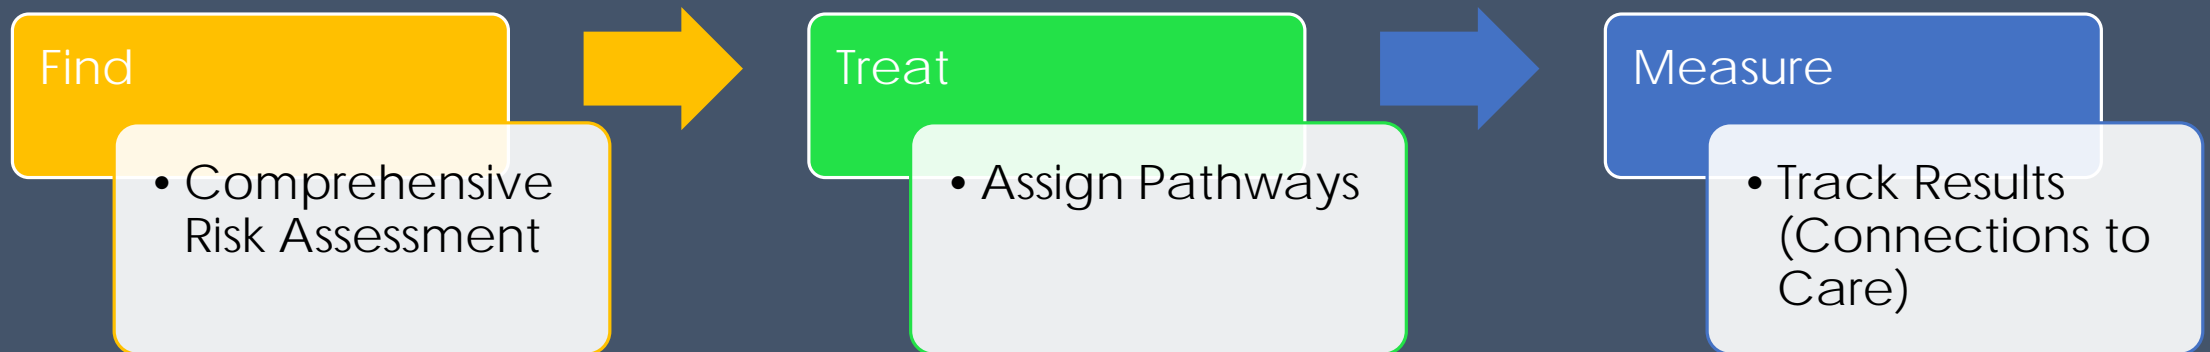 Find
• Comprehensive
Risk Assessment
Treat
• Assign Pathways
Measure
• Track Results
(Connections to
Care)